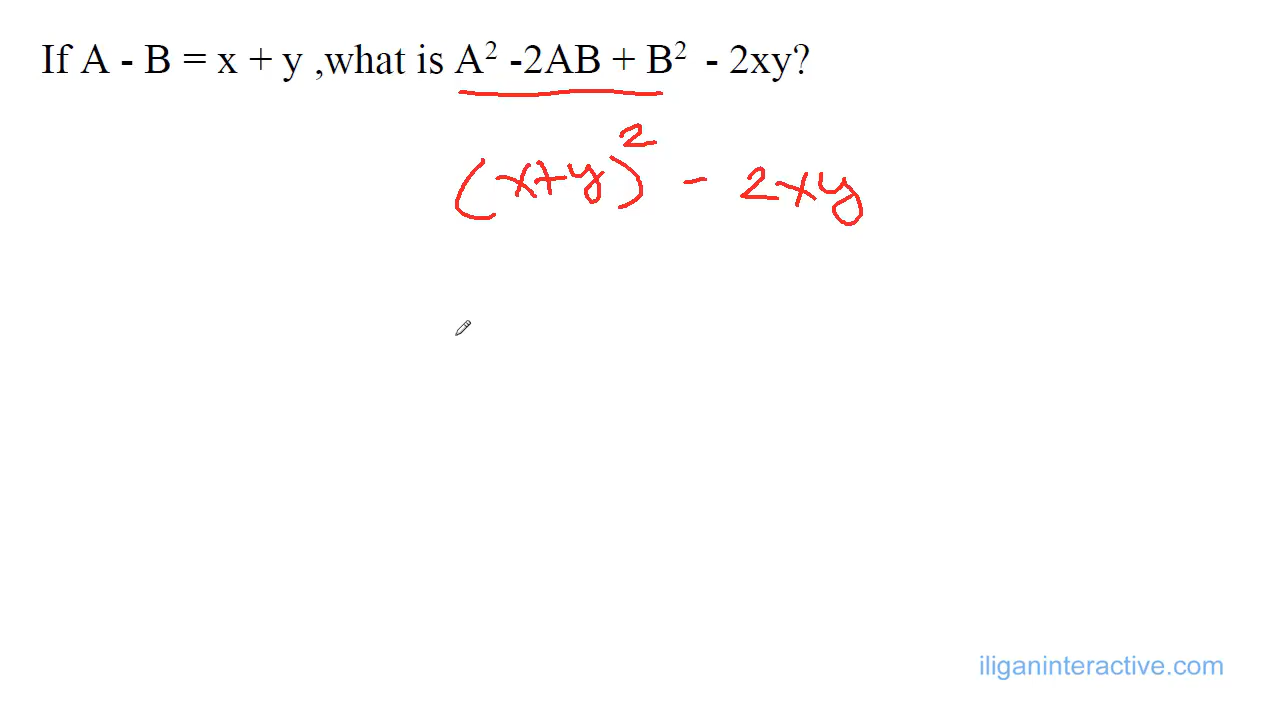 If A - B = x + y ,what is A² -2AB + B² - 2xy?
(x+y)² - 2xy
iliganinteractive.com